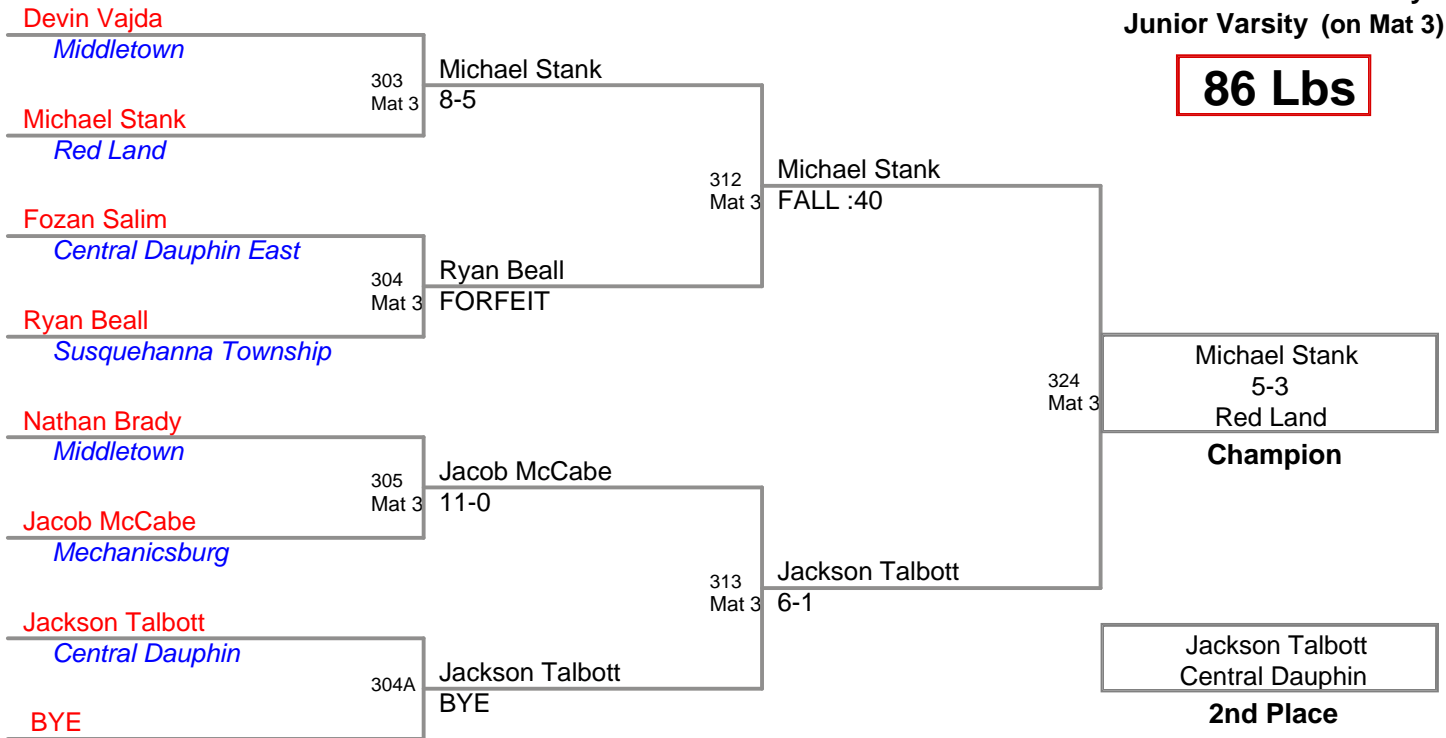 Junior Varsity (on Mat 3)
86 Lbs
Devin Vajda
Middletown
303
Mat 3
Michael Stank
8-5
Michael Stank
Red Land
312
Mat 3
Michael Stank
FALL :40
Fozan Salim
Central Dauphin East
304
Mat 3
Ryan Beall
FORFEIT
Ryan Beall
Susquehanna Township
324
Mat 3
Michael Stank
5-3
Red Land
Champion
Nathan Brady
Middletown
305
Mat 3
Jacob McCabe
11-0
Jacob McCabe
Mechanicsburg
313
Mat 3
Jackson Talbott
6-1
Jackson Talbott
Central Dauphin
304A
Jackson Talbott
BYE
BYE
Jackson Talbott
Central Dauphin
2nd Place